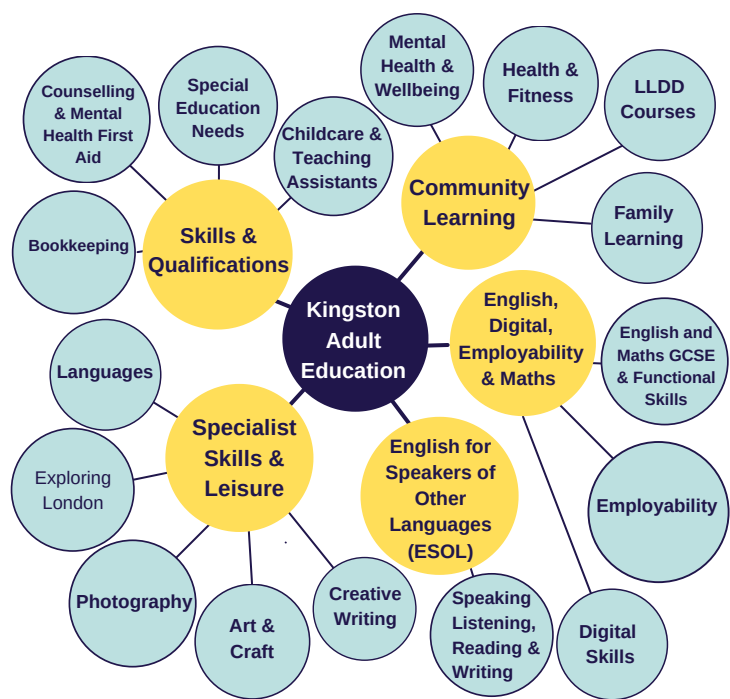 Mental
Health &
Wellbeing
Health &
Fitness
LLDD
Courses
Family
Learning
Community
Learning
Counselling
& Mental
Health First
Aid
Special
Education
Needs
Childcare &
Teaching
Assistants
Bookkeeping
Skills &
Qualifications
Kingston
Adult
Education
English,
Digital,
Employability
& Maths
English and
Maths GCSE
& Functional
Skills
Employability
Digital
Skills
Languages
Exploring
London
Photography
Art &
Craft
Creative
Writing
Specialist
Skills &
Leisure
English for
Speakers of
Other
Languages
(ESOL)
Speaking
Listening,
Reading &
Writing